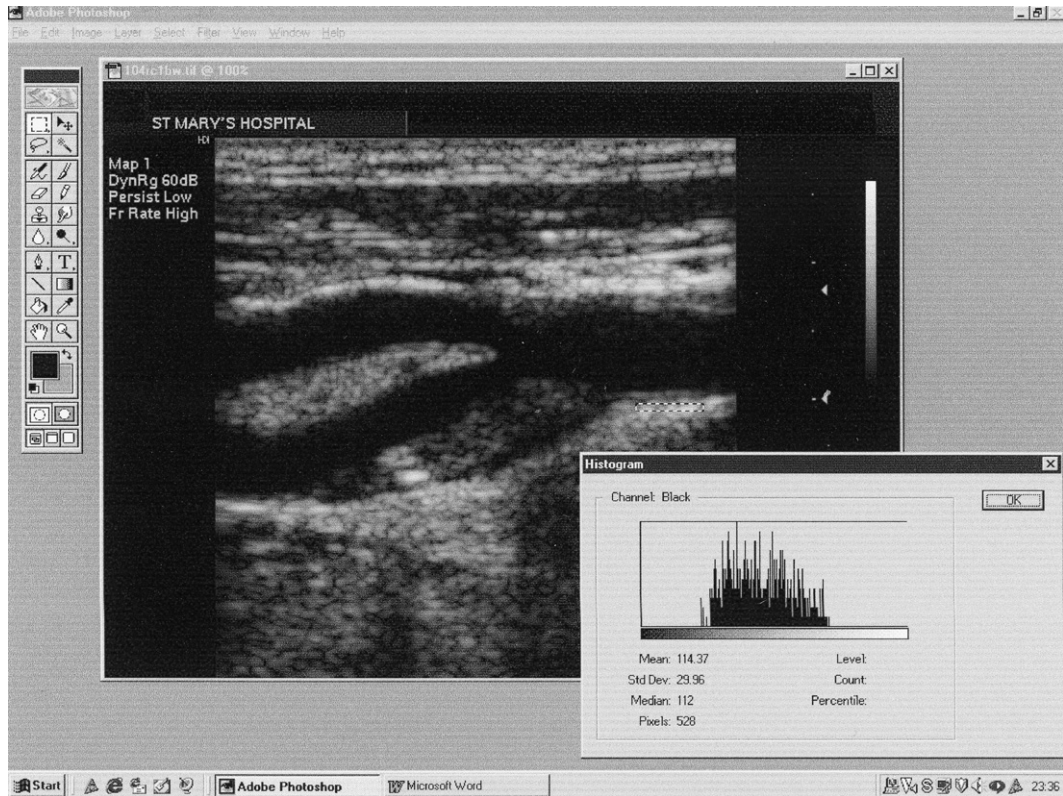 Adobe Photoshop
File Edit Image Layer Select Filter View Window Help
104rc1bw.tif @ 100%
ST MARY'S HOSPITAL
HDI
Map 1
DynRg 60dB
Persist Low
Fr Rate High
T
Histogram
Channel: Black
OK
Mean: 114.37
Level:
Std Dev: 29.96
Count:
Median: 112
Percentile:
Pixels: 528
Start
Adobe Photoshop
Microsoft Word
23:36